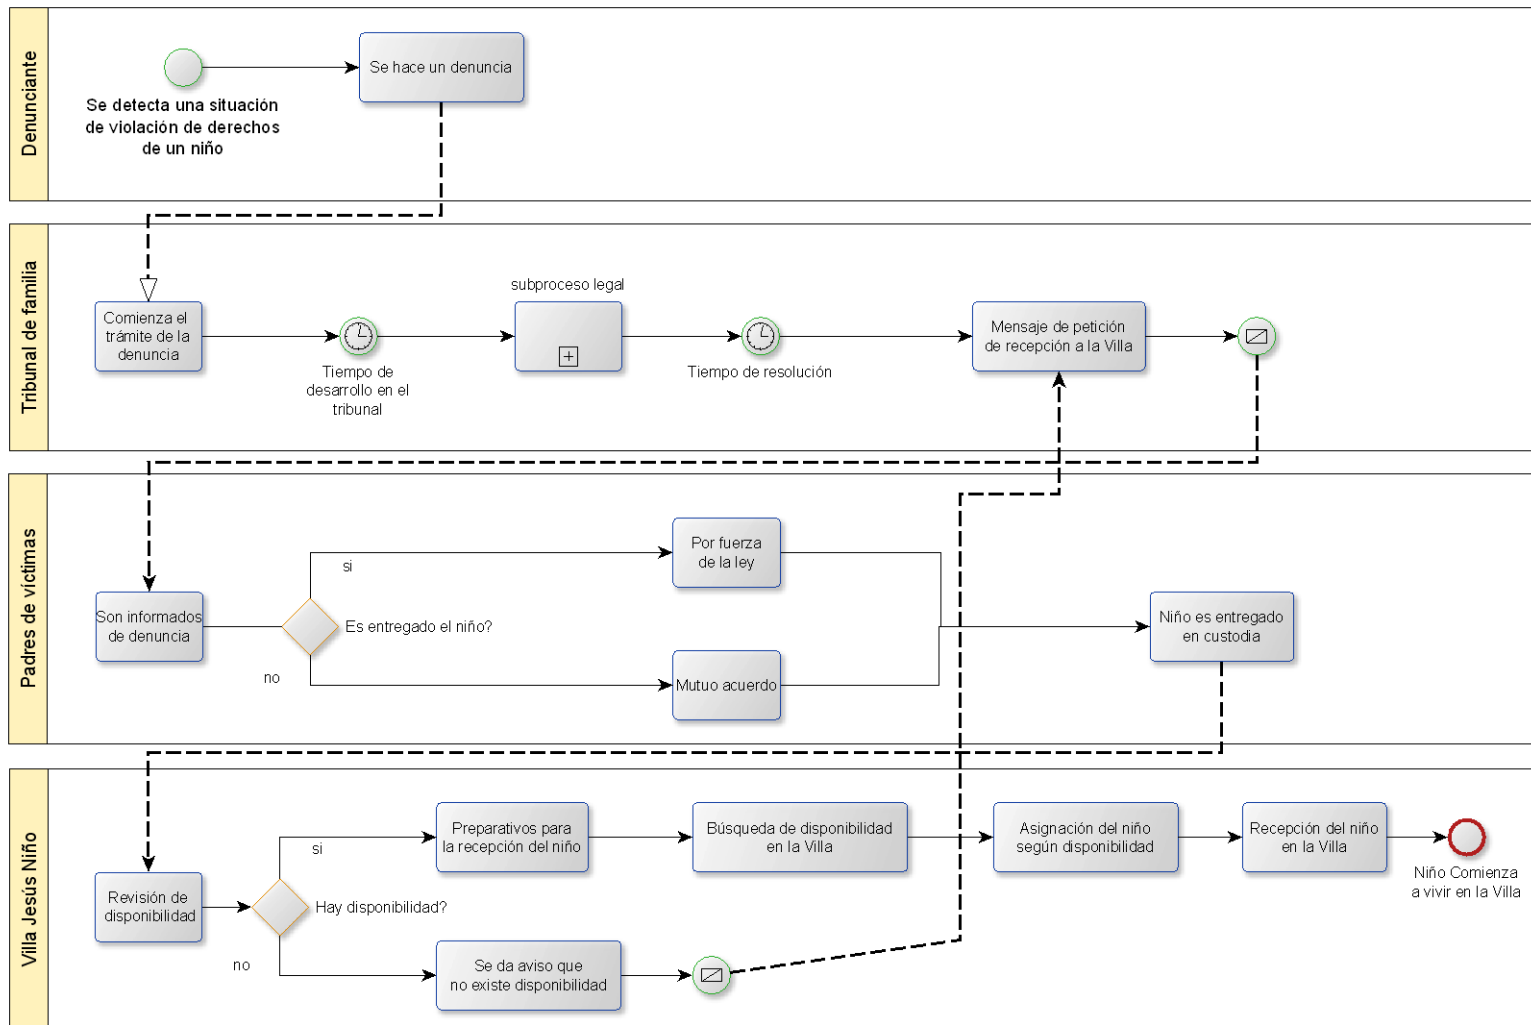 Denunciante
Se detecta una situación
de violación de derechos
de un niño
Se hace un denuncia
Tribunal de familia
Comienza el
trámite de la
denuncia
Tiempo de
desarrollo en el
tribunal
subproceso legal
Tiempo de resolución
Mensaje de petición
de recepción a la Villa
Padres de víctimas
Son informados
de denuncia
si
Es entregado el niño?
no
Por fuerza
de la ley
Mutuo acuerdo
Niño es entregado
en custodia
Villa Jesús Niño
Revisión de
disponibilidad
si
Hay disponibilidad?
no
Preparativos para
la recepción del niño
Búsqueda de disponibilidad
en la Villa
Asignación del niño
según disponibilidad
Recepción del niño
en la Villa
Niño Comienza
a vivir en la Villa
Se da aviso que
no existe disponibilidad